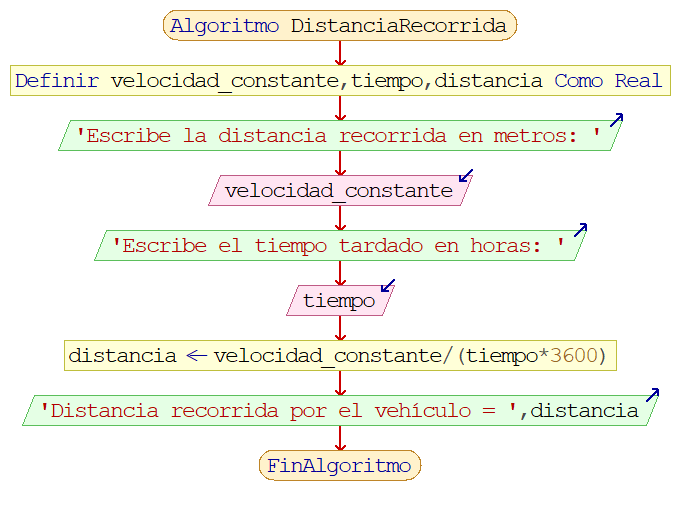 Algoritmo DistanciaRecorrida
Definir velocidad_constante,tiempo,distancia Como Real
'Escribe la distancia recorrida en metros: '
velocidad_constante
'Escribe el tiempo tardado en horas: '
tiempo
distancia ← velocidad_constante/(tiempo*3600)
'Distancia recorrida por el vehículo = ',distancia
FinAlgoritmo